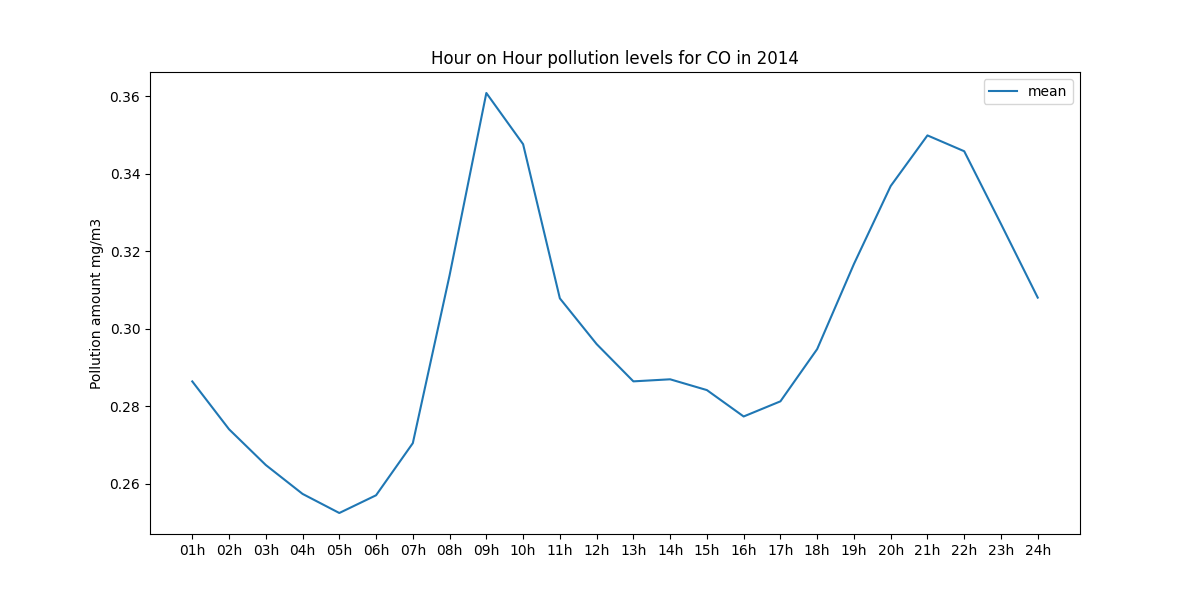 Hour on Hour pollution levels for CO in 2014
mean
Pollution amount mg/m3
0.36
0.34
0.32
0.30
0.28
0.26
01h 02h 03h 04h 05h 06h 07h 08h 09h 10h 11h 12h 13h 14h 15h 16h 17h 18h 19h 20h 21h 22h 23h 24h